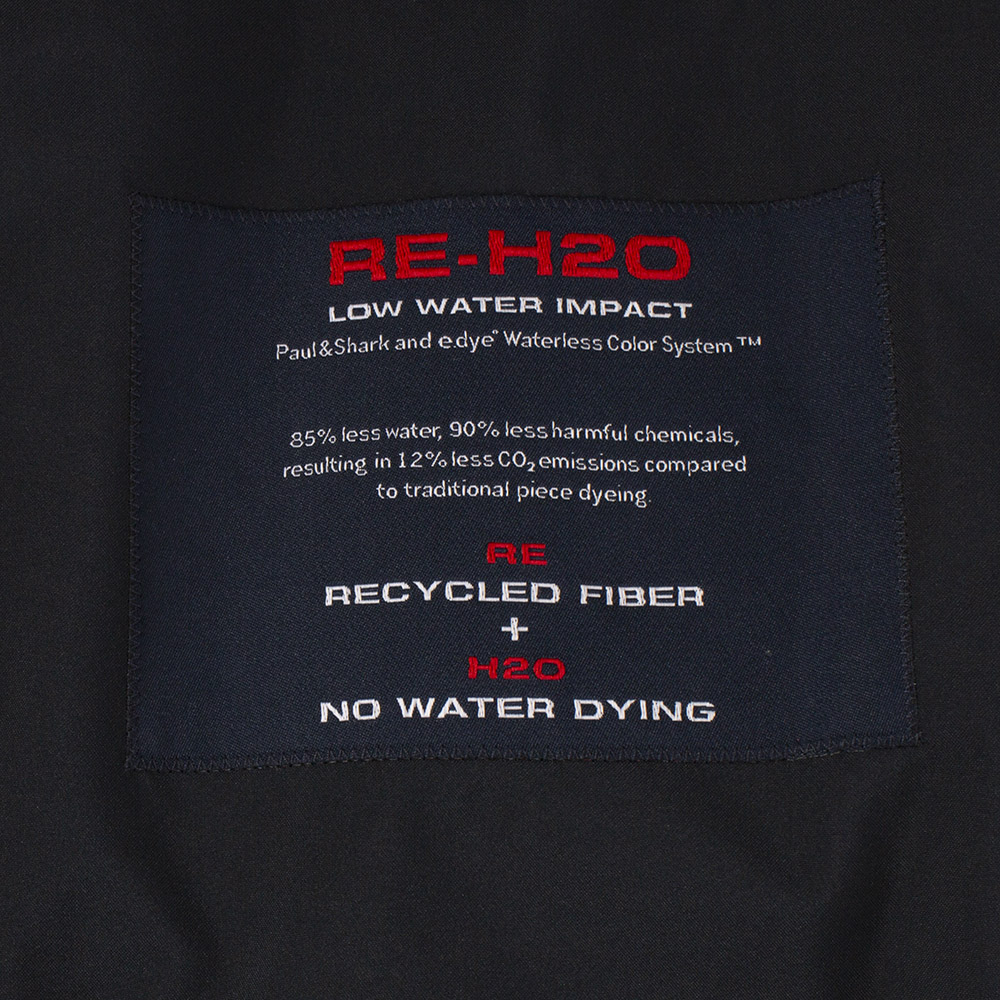 RE-H2O
LOW WATER IMPACT
Paul&Shark and e.dye® Waterless Color System™
85% less water, 90% less harmful chemicals,
resulting in 12% less CO₂ emissions compared
to traditional piece dyeing.
RE
RECYCLED FIBER
+
H2O
NO WATER DYING